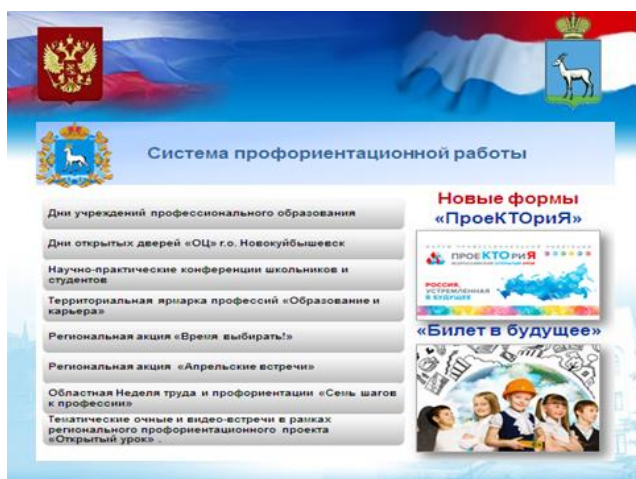 Система профориентационной работы
Дни учреждений профессионального образования
Дни открытых дверей «ОЦ» г.о. Новокуйбышевск
Научно-практические конференции школьников и
студентов
Территориальная ярмарка профессий «Образование и
карьера»
Региональная акция «Время выбирать!»
Региональная акция «Апрельские встречи»
Областная Неделя труда и профориентации «Семь шагов
к профессии»
Тематические очные и видео-встречи в рамках
регионального профориентационного проекта
«Открытый урок» .
Новые формы
«ПроеКТОриЯ»
ПРОЕКТОриЯ
РОССИЯ,
УСТРЕМЛЁННАЯ
В БУДУЩЕЕ
«Билет в будущее»